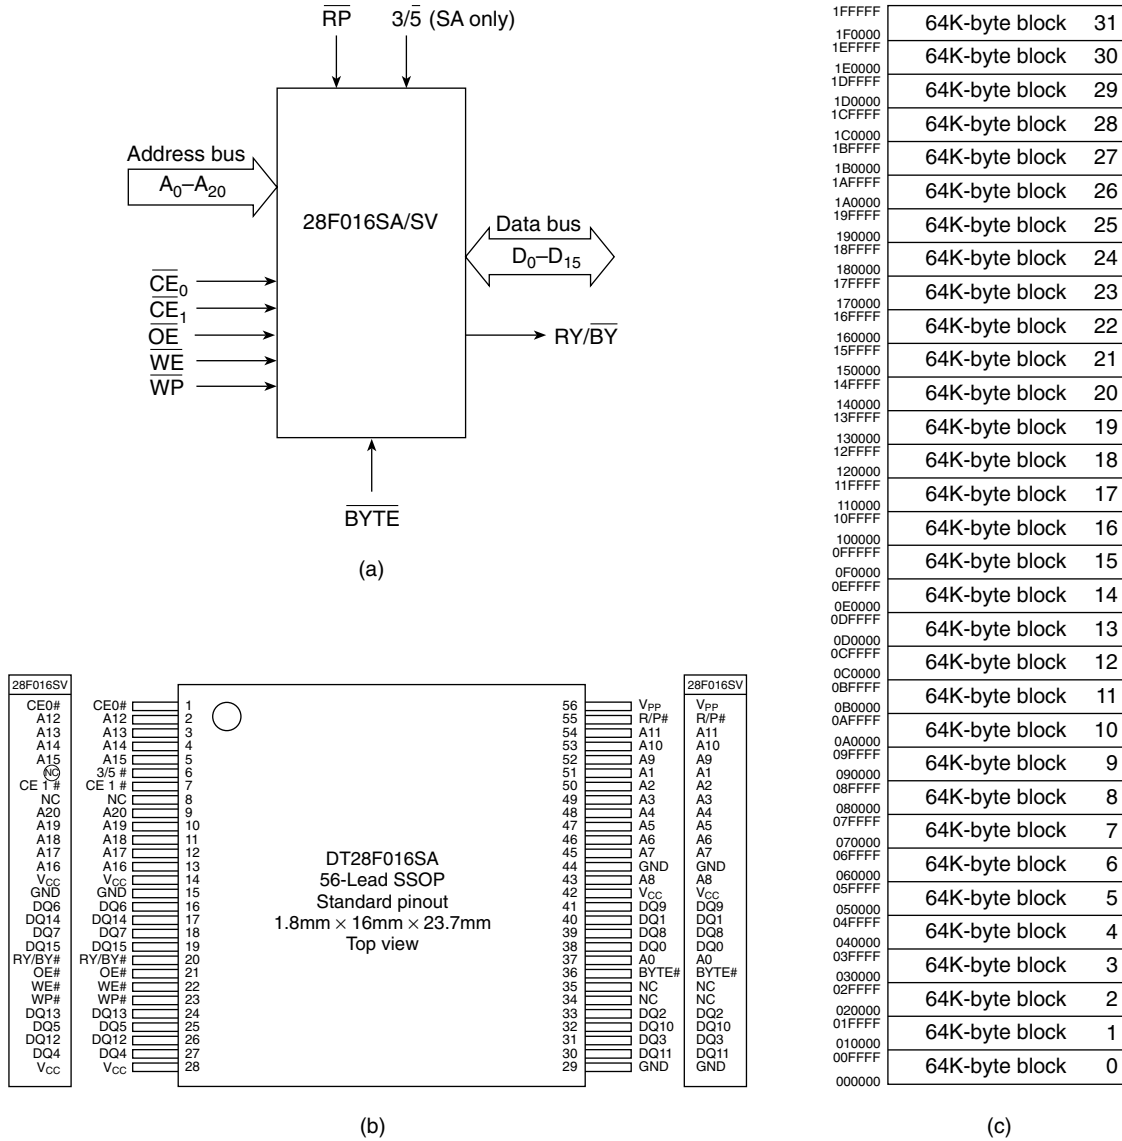 R̅P̅
3/5̅ (SA only)
Address bus
A₀–A₂₀
28F016SA/SV
Data bus
D₀–D₁₅
C̅E̅₀
C̅E̅₁
O̅E̅
W̅E̅
W̅P̅
RY/B̅Y̅
B̅Y̅T̅E̅
(a)
28F016SV
CE0#
A12
A13
A14
A15
NC
CE 1 #
NC
A20
A19
A18
A17
A16
VCC
GND
DQ6
DQ14
DQ7
DQ15
RY/BY#
OE#
WE#
WP#
DQ13
DQ5
DQ12
DQ4
VCC
CE0# 1
A12 2
A13 3
A14 4
A15 5
3/5 # 6
CE 1 # 7
NC 8
A20 9
A19 10
A18 11
A17 12
A16 13
VCC 14
GND 15
DQ6 16
DQ14 17
DQ7 18
DQ15 19
RY/BY# 20
OE# 21
WE# 22
WP# 23
DQ13 24
DQ5 25
DQ12 26
DQ4 27
VCC 28
DT28F016SA
56-Lead SSOP
Standard pinout
1.8mm × 16mm × 23.7mm
Top view
56 VPP
55 R/P#
54 A11
53 A10
52 A9
51 A1
50 A2
49 A3
48 A4
47 A5
46 A6
45 A7
44 GND
43 A8
42 VCC
41 DQ9
40 DQ1
39 DQ8
38 DQ0
37 A0
36 BYTE#
35 NC
34 NC
33 DQ2
32 DQ10
31 DQ3
30 DQ11
29 GND
28F016SV
VPP
R/P#
A11
A10
A9
A1
A2
A3
A4
A5
A6
A7
GND
A8
VCC
DQ9
DQ1
DQ8
DQ0
A0
BYTE#
NC
NC
DQ2
DQ10
DQ3
DQ11
GND
(b)
1FFFFF
64K-byte block 31
1F0000
1EFFFF
64K-byte block 30
1E0000
1DFFFF
64K-byte block 29
1D0000
1CFFFF
64K-byte block 28
1C0000
1BFFFF
64K-byte block 27
1B0000
1AFFFF
64K-byte block 26
1A0000
19FFFF
64K-byte block 25
190000
18FFFF
64K-byte block 24
180000
17FFFF
64K-byte block 23
170000
16FFFF
64K-byte block 22
160000
15FFFF
64K-byte block 21
150000
14FFFF
64K-byte block 20
140000
13FFFF
64K-byte block 19
130000
12FFFF
64K-byte block 18
120000
11FFFF
64K-byte block 17
110000
10FFFF
64K-byte block 16
100000
0FFFFF
64K-byte block 15
0F0000
0EFFFF
64K-byte block 14
0E0000
0DFFFF
64K-byte block 13
0D0000
0CFFFF
64K-byte block 12
0C0000
0BFFFF
64K-byte block 11
0B0000
0AFFFF
64K-byte block 10
0A0000
09FFFF
64K-byte block 9
090000
08FFFF
64K-byte block 8
080000
07FFFF
64K-byte block 7
070000
06FFFF
64K-byte block 6
060000
05FFFF
64K-byte block 5
050000
04FFFF
64K-byte block 4
040000
03FFFF
64K-byte block 3
030000
02FFFF
64K-byte block 2
020000
01FFFF
64K-byte block 1
010000
00FFFF
64K-byte block 0
000000
(c)